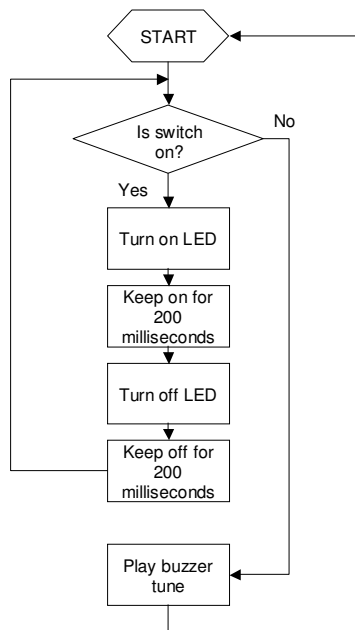 START
Is switch
on?
No
Yes
Turn on LED
Keep on for
200
milliseconds
Turn off LED
Keep off for
200
milliseconds
Play buzzer
tune